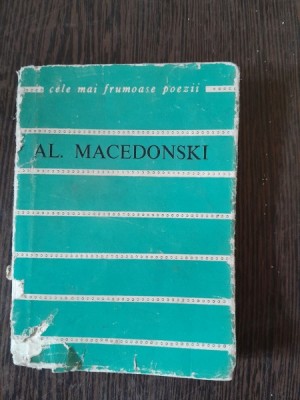 cele mai frumoase poezii
AL. MACEDONSKI